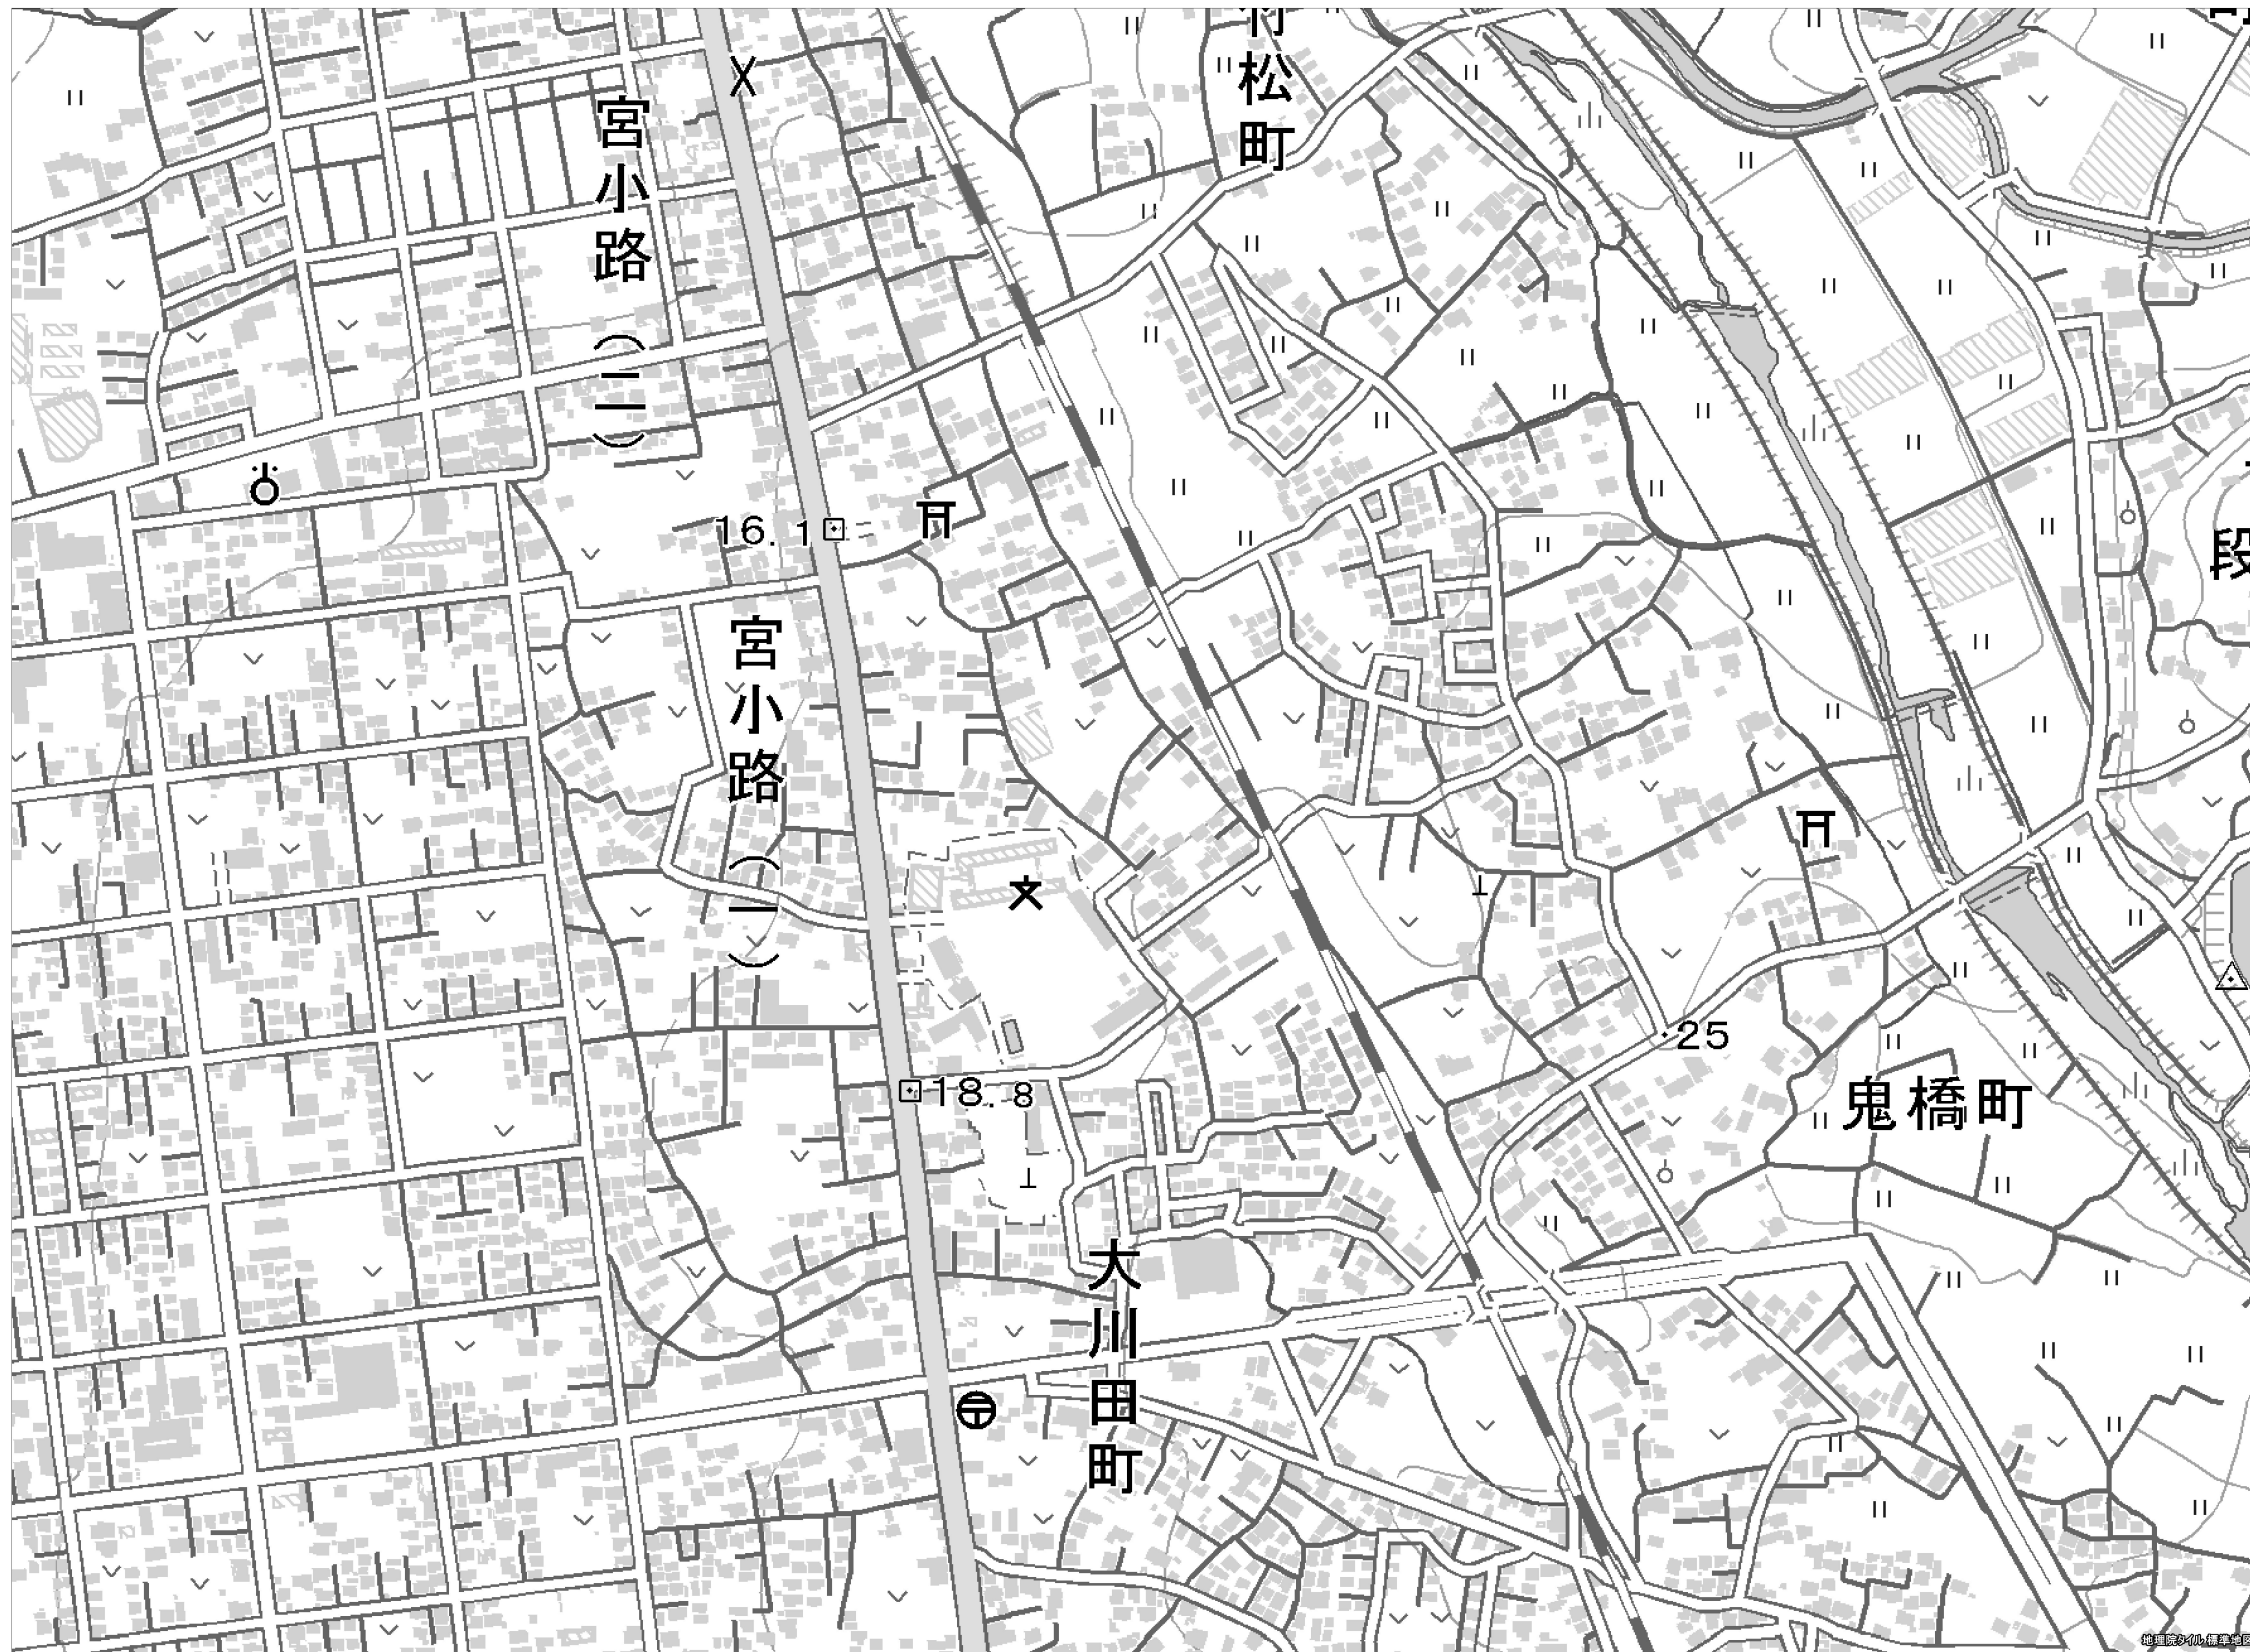 松町
宮小路(二)
16.1
段
宮小路(一)
25
18.8
鬼橋町
大川田町
地理院タイル標準地図